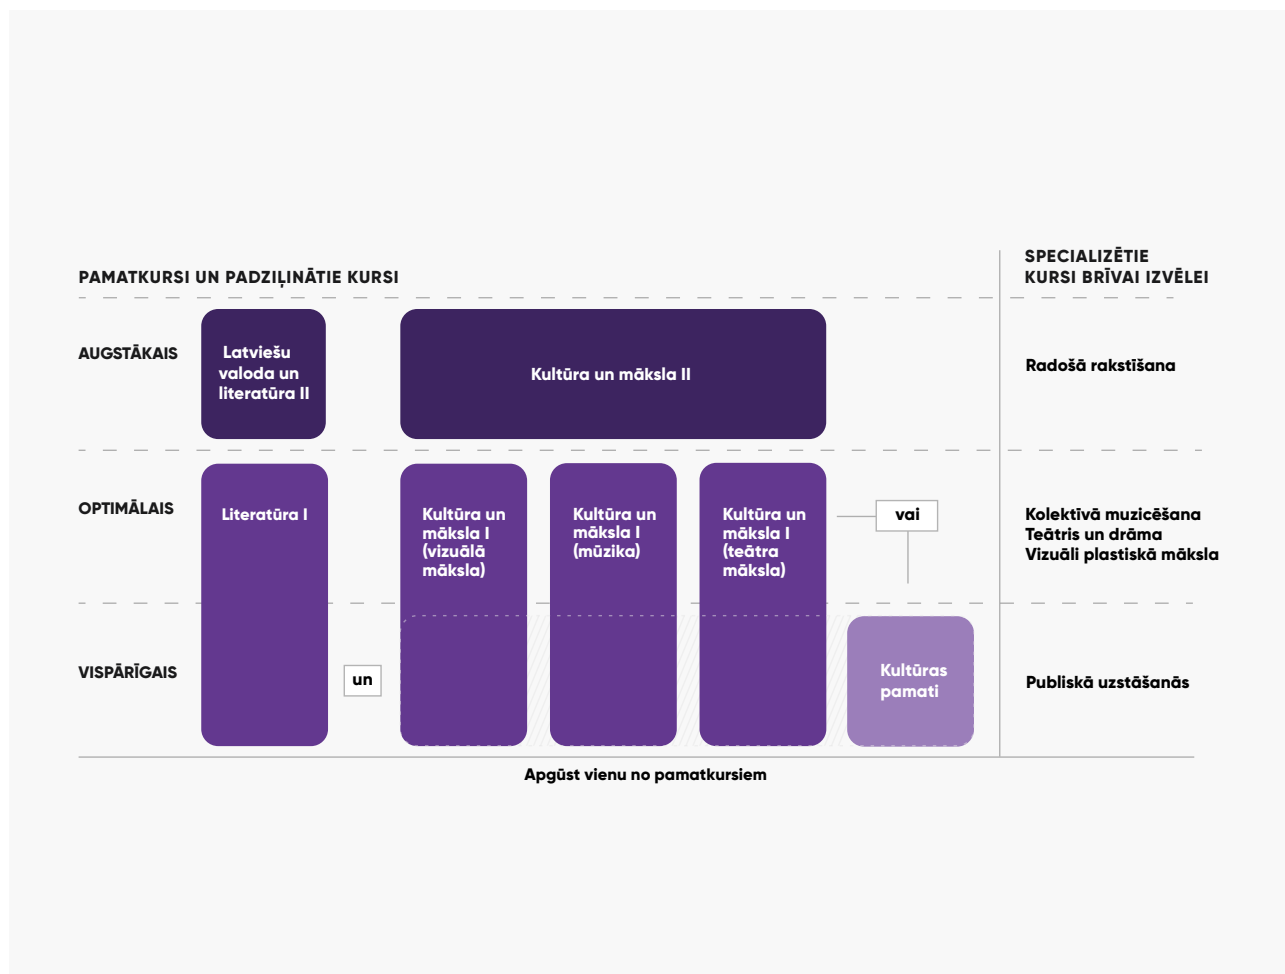 PAMATKURSI UN PADZIĻINĀTIE KURSI
SPECIALIZĒTIE
KURSI BRĪVAI IZVĒLEI
AUGSTĀKAIS
Latviešu
valoda un
literatūra II
Kultūra un māksla II
Radošā rakstīšana
OPTIMĀLAIS
Literatūra I
Kultūra un
māksla I
(vizuālā
māksla)
Kultūra un
māksla I
(mūzika)
Kultūra un
māksla I
(teātra
māksla)
vai
Kolektīvā muzicēšana
Teātris un drāma
Vizuāli plastiskā māksla
VISPĀRĪGAIS
un
Kultūras
pamati
Publiskā uzstāšanās
Apgūst vienu no pamatkursiem